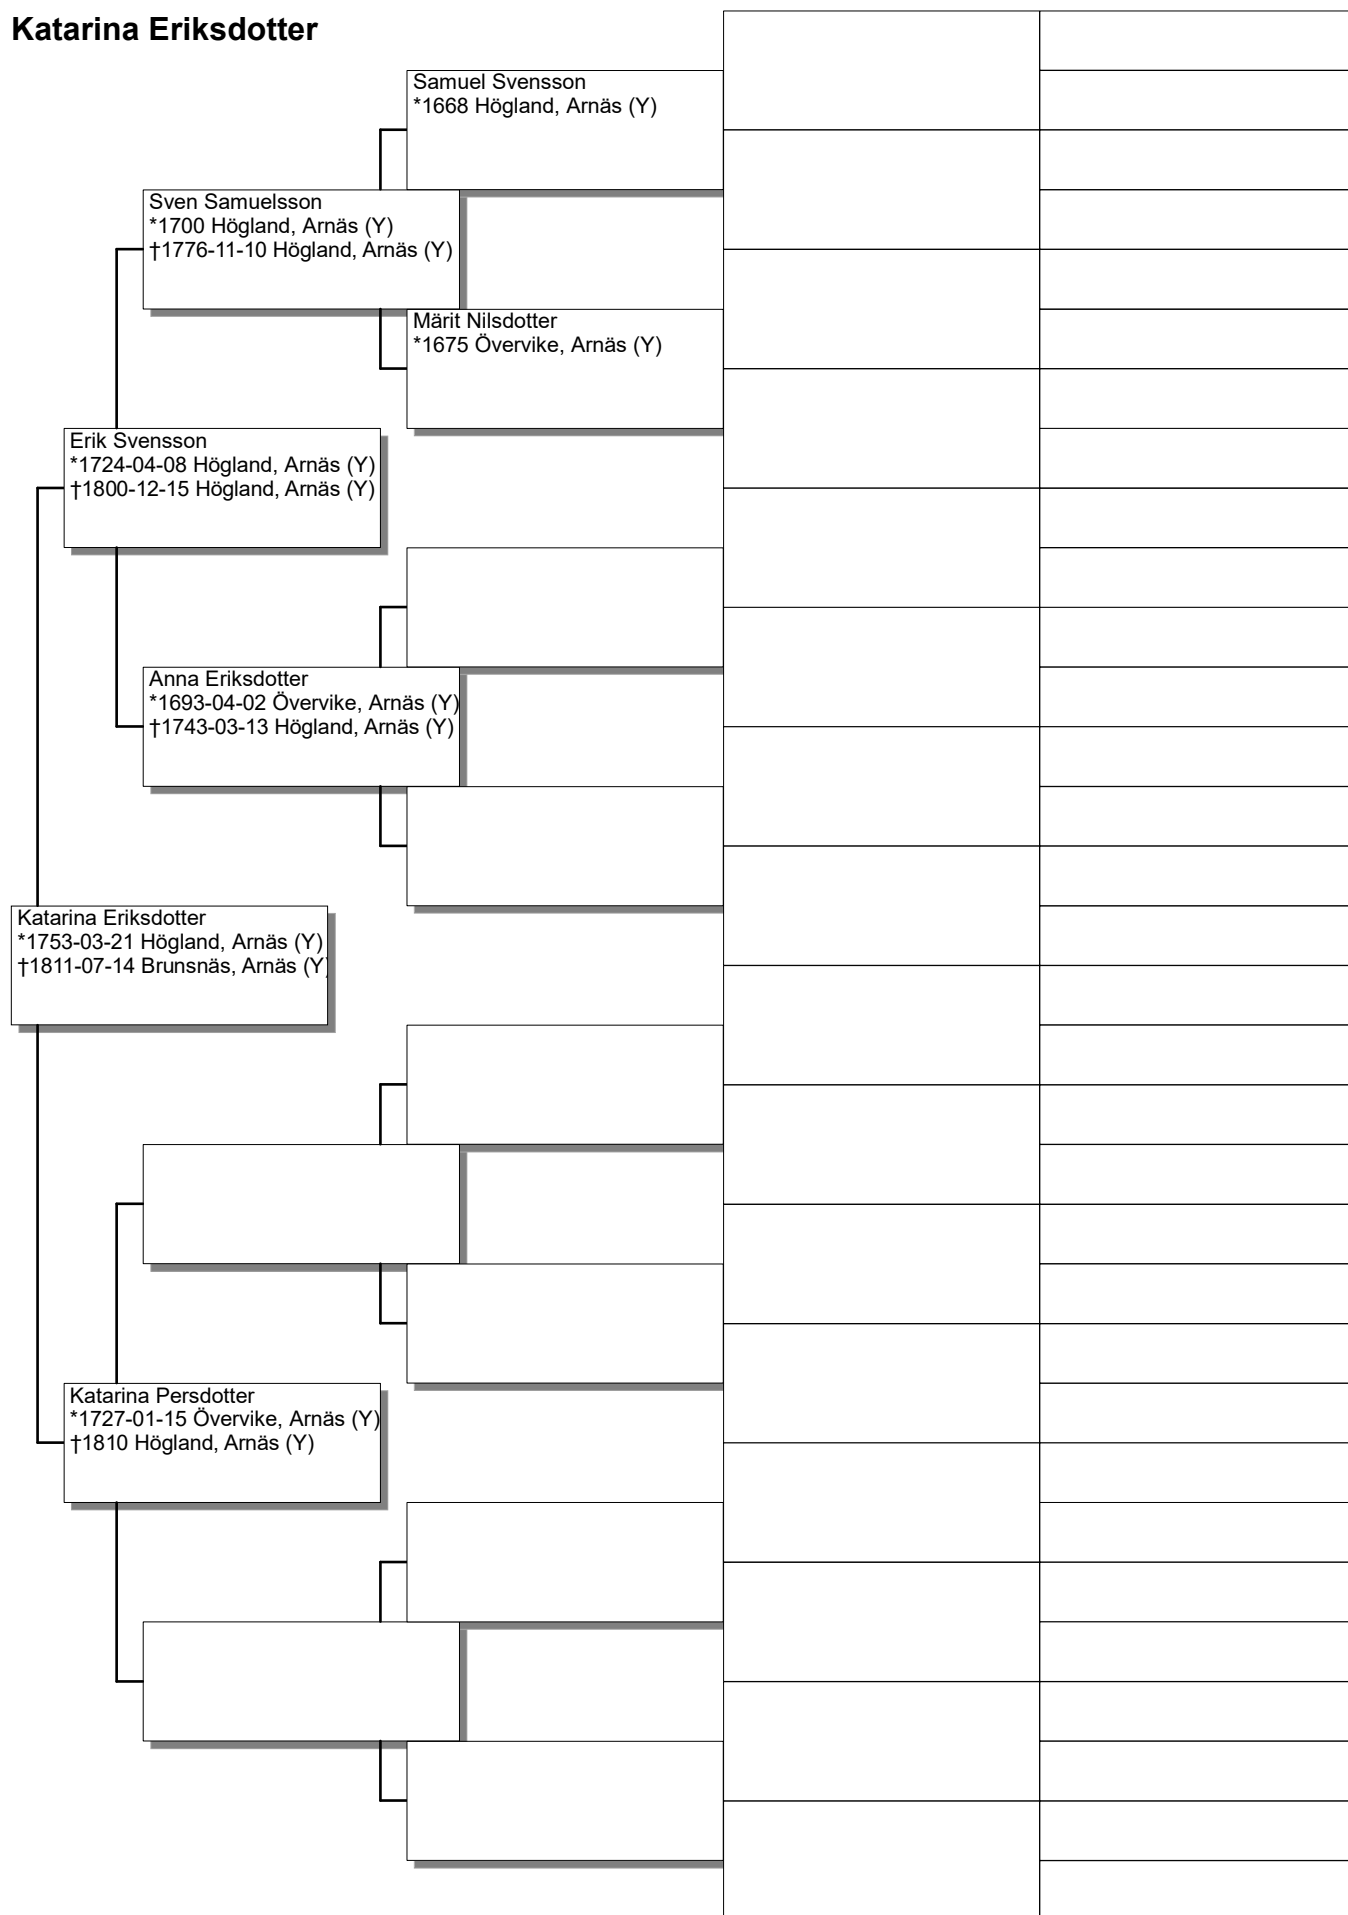 Katarina Eriksdotter
Samuel Svensson
*1668 Högland, Arnäs (Y)
Sven Samuelsson
*1700 Högland, Arnäs (Y)
†1776-11-10 Högland, Arnäs (Y)
Märit Nilsdotter
*1675 Övervike, Arnäs (Y)
Erik Svensson
*1724-04-08 Högland, Arnäs (Y)
†1800-12-15 Högland, Arnäs (Y)
Anna Eriksdotter
*1693-04-02 Övervike, Arnäs (Y)
†1743-03-13 Högland, Arnäs (Y)
Katarina Eriksdotter
*1753-03-21 Högland, Arnäs (Y)
†1811-07-14 Brunsnäs, Arnäs (Y)
Katarina Persdotter
*1727-01-15 Övervike, Arnäs (Y)
†1810 Högland, Arnäs (Y)